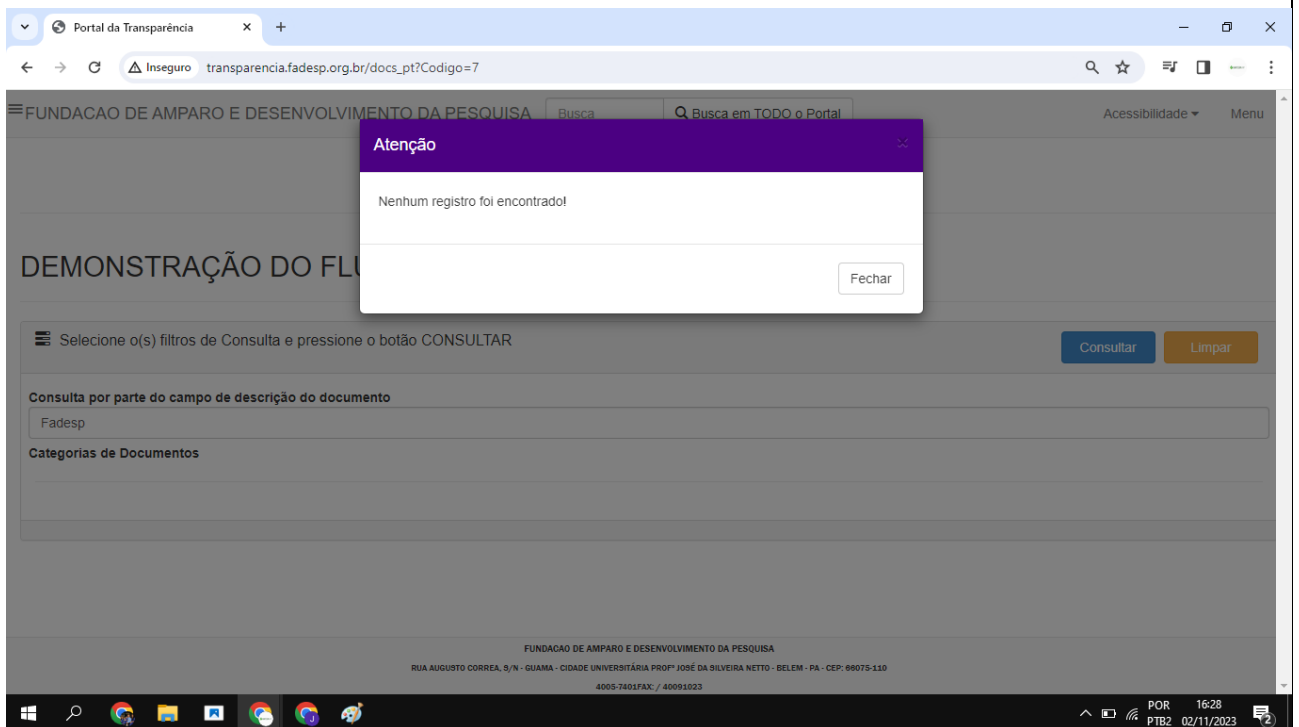 Portal da Transparência
Inseguro transparencia.fadesp.org.br/docs_pt?Codigo=7
FUNDACAO DE AMPARO E DESENVOLVIMENTO DA PESQUISA Busca Busca em TODO o Portal Acessibilidade Menu
Atenção
Nenhum registro foi encontrado!
Fechar
DEMONSTRAÇÃO DO
Selecione o(s) filtros de Consulta e pressione o botão CONSULTAR Consultar Limpar
Consulta por parte do campo de descrição do documento
Fadesp
Categorias de Documentos
FUNDACAO DE AMPARO E DESENVOLVIMENTO DA PESQUISA
RUA AUGUSTO CORREA, S/N - GUAMA - CIDADE UNIVERSITÁRIA PROFº JOSÉ DA SILVEIRA NETTO - BELEM - PA - CEP: 66075-110
4005-7401FAX: / 40091023
POR 16:28
PTB2 02/11/2023 2